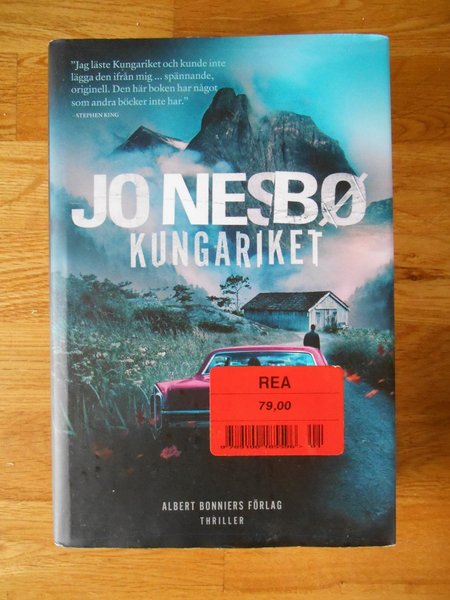 "Jag läste Kungariket och kunde inte
lägga den ifrån mig ... spännande,
originell. Den här boken har något
som andra böcker inte har."
–STEPHEN KING
JO NESBØ
KUNGARIKET
REA
79,00
ALBERT BONNIERS FÖRLAG
THRILLER